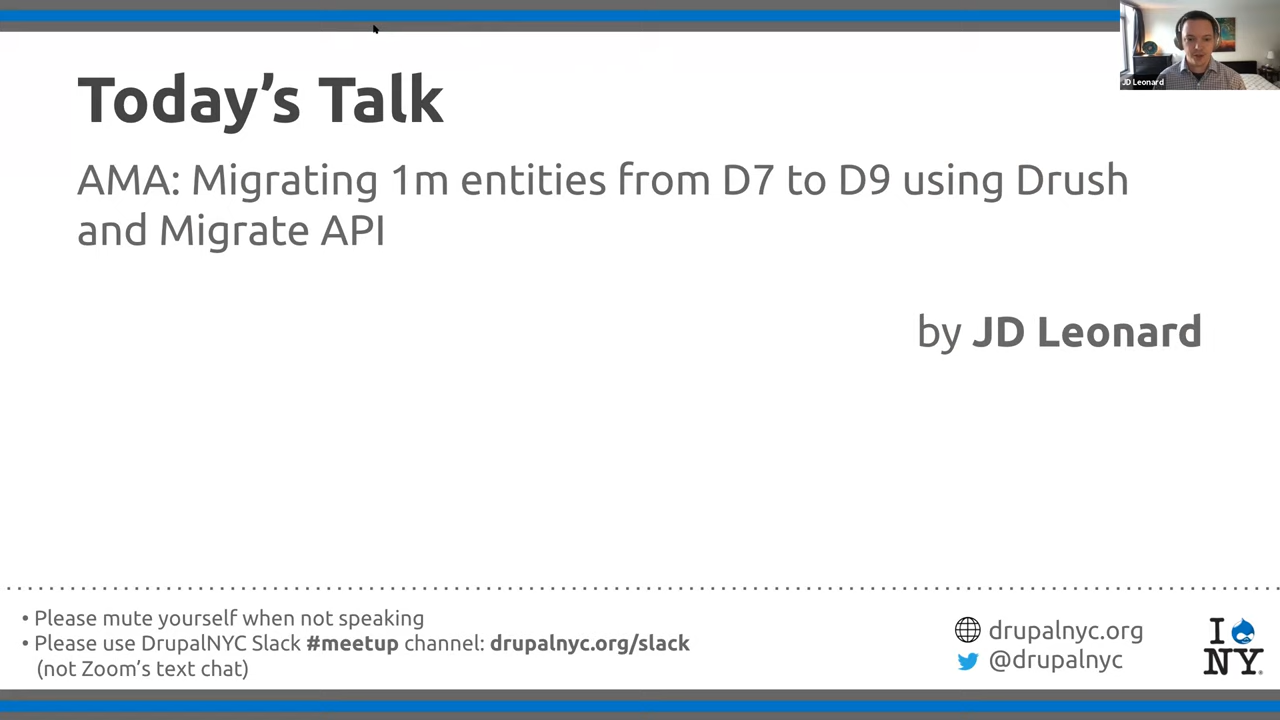 Today's Talk
AMA: Migrating 1m entities from D7 to D9 using Drush
and Migrate API
by JD Leonard
JD Leonard
• Please mute yourself when not speaking
• Please use DrupalNYC Slack #meetup channel: drupalnyc.org/slack
(not Zoom's text chat)
drupalnyc.org
@drupalnyc
I
NY.